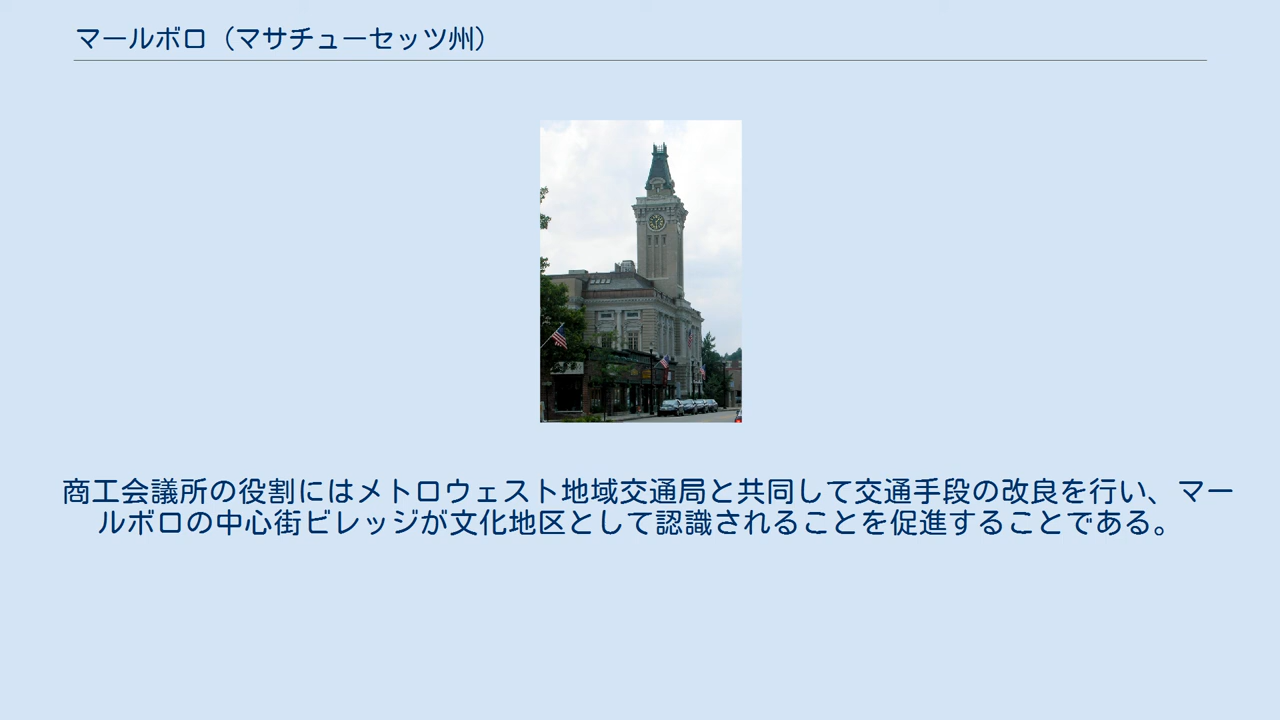 マールボロ（マサチューセッツ州）
商工会議所の役割にはメトロウェスト地域交通局と共同して交通手段の改良を行い、マー
ルボロの中心街ビレッジが文化地区として認識されることを促進することである。